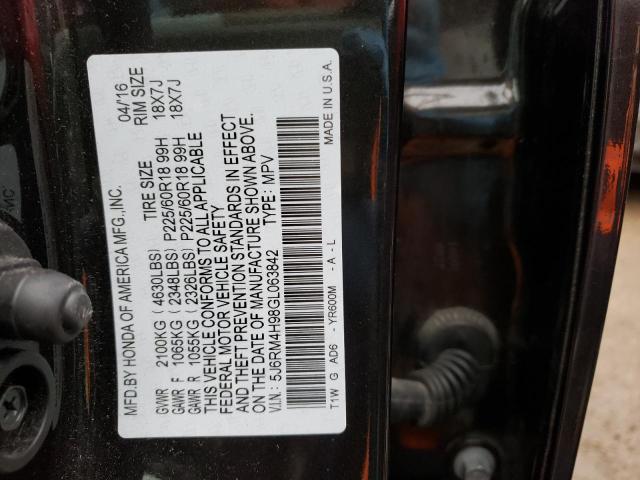 MFD.BY HONDA OF AMERICA MFG.,INC. 04/16
TIRE SIZE RIM SIZE
GVWR 2100KG ( 4630LBS)
GAWR F 1065KG ( 2348LBS) P225/60R18 99H 18X7J
GAWR R 1055KG ( 2326LBS) P225/60R18 99H 18X7J
THIS VEHICLE CONFORMS TO ALL APPLICABLE
FEDERAL MOTOR VEHICLE SAFETY
AND THEFT PREVENTION STANDARDS IN EFFECT
ON THE DATE OF MANUFACTURE SHOWN ABOVE.
V.I.N.: 5J6RM4H98GL063842 TYPE: MPV
T1W G AD6 - YR600M - A - L MADE IN U.S.A.
MC